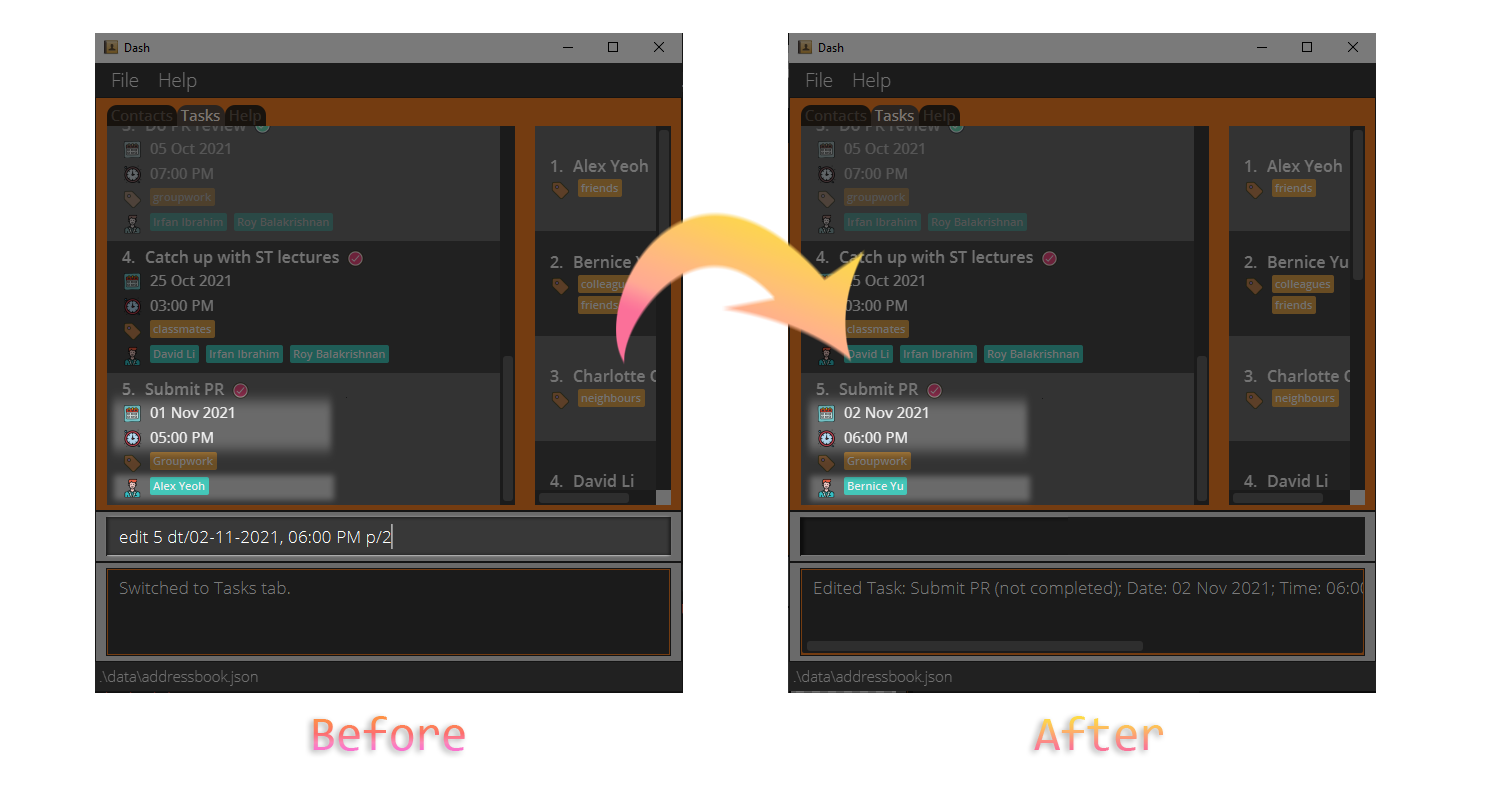 Dash
File Help
Contacts Tasks Help
3. Do PR review
05 Oct 2021
07:00 PM
groupwork
Irfan Ibrahim Roy Balakrishnan
4. Catch up with ST lectures
25 Oct 2021
03:00 PM
classmates
David Li Irfan Ibrahim Roy Balakrishnan
5. Submit PR
01 Nov 2021
05:00 PM
Groupwork
Alex Yeoh
1. Alex Yeoh
friends
2. Bernice
colleagues
friends
3. Charlotte
neighbours
4. David Li
edit 5 dt/02-11-2021, 06:00 PM p/2
Switched to Tasks tab.
.\data\addressbook.json
Before
Dash
File Help
Contacts Tasks Help
3. Do PR review
05 Oct 2021
07:00 PM
groupwork
Irfan Ibrahim Roy Balakrishnan
4. Catch up with ST lectures
25 Oct 2021
03:00 PM
classmates
David Li Irfan Ibrahim Roy Balakrishnan
5. Submit PR
02 Nov 2021
06:00 PM
Groupwork
Bernice Yu
1. Alex Yeoh
friends
2. Bernice Yu
colleagues
friends
3. Charlotte
neighbours
4. David Li
Edited Task: Submit PR (not completed); Date: 02 Nov 2021; Time: 06:00
.\data\addressbook.json
After